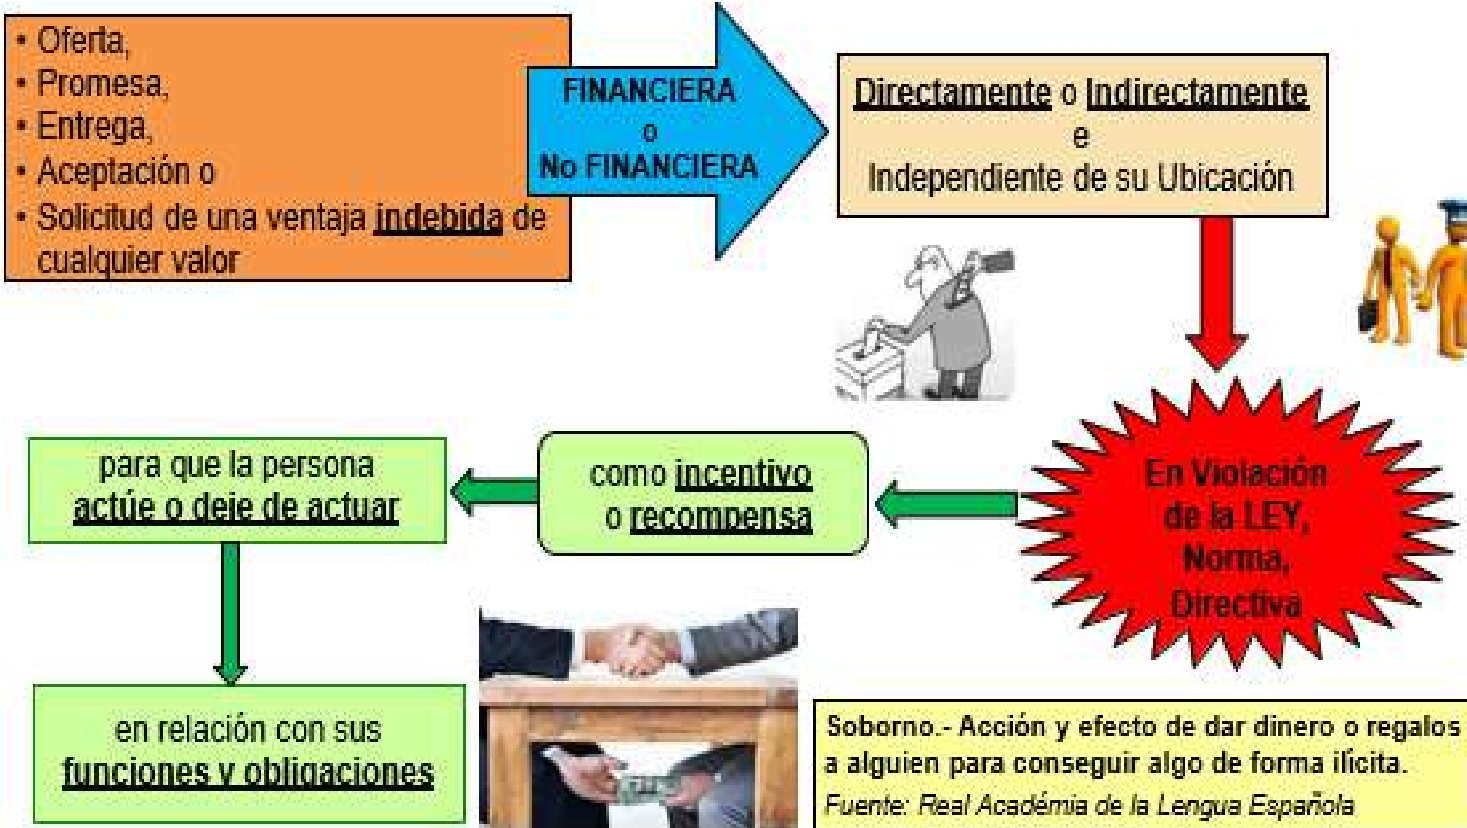 • Oferta,
• Promesa,
• Entrega,
• Aceptación o
• Solicitud de una ventaja indebida de
cualquier valor
FINANCIERA
o
No FINANCIERA
Directamente o Indirectamente
e
Independiente de su Ubicación
En Violación
de la LEY,
Norma,
Directiva
como incentivo
o recompensa
para que la persona
actúe o deje de actuar
en relación con sus
funciones y obligaciones
Soborno.- Acción y efecto de dar dinero o regalos
a alguien para conseguir algo de forma ilícita.
Fuente: Real Académia de la Lengua Española